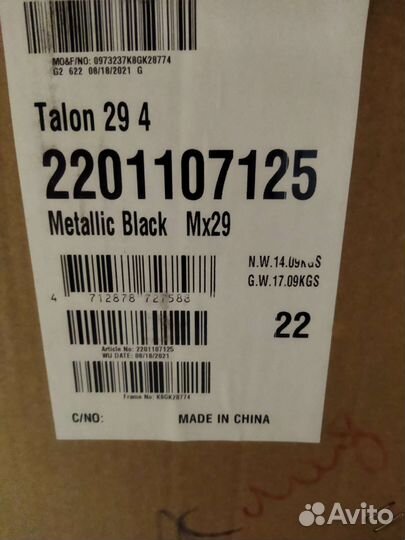 MO&F/NO: 0973237K8GK28774
G2 622 08/18/2021 G
Talon 29 4
2201107125
Metallic Black Mx29
N.W.14.09KGS
G.W.17.09KGS
4 712878 727588
22
Article No: 2201107125
WU DATE: 08/18/2021
Frame No: K8GK28774
C/NO:
MADE IN CHINA
Avito